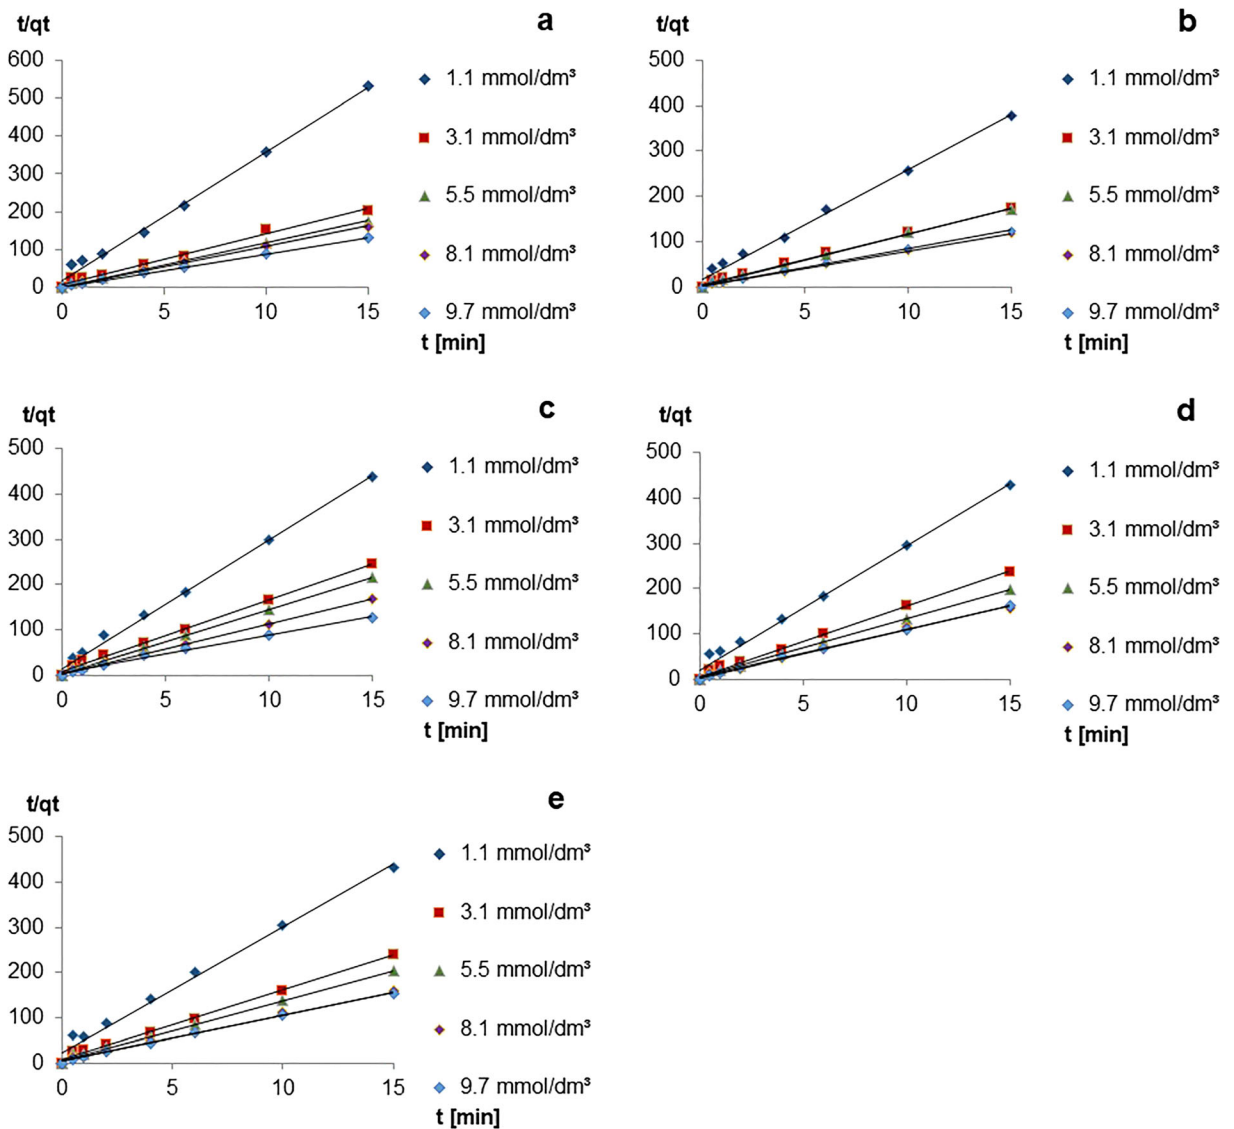 t/qt
a
600
500
400
300
200
100
0
0 5 10 15
1.1 mmol/dm³
3.1 mmol/dm³
5.5 mmol/dm³
8.1 mmol/dm³
9.7 mmol/dm³
t [min]
t/qt
b
500
400
300
200
100
0
0 5 10 15
1.1 mmol/dm³
3.1 mmol/dm³
5.5 mmol/dm³
8.1 mmol/dm³
9.7 mmol/dm³
t [min]
t/qt
c
500
400
300
200
100
0
0 5 10 15
1.1 mmol/dm³
3.1 mmol/dm³
5.5 mmol/dm³
8.1 mmol/dm³
9.7 mmol/dm³
t [min]
t/qt
d
500
400
300
200
100
0
0 5 10 15
1.1 mmol/dm³
3.1 mmol/dm³
5.5 mmol/dm³
8.1 mmol/dm³
9.7 mmol/dm³
t [min]
t/qt
e
500
400
300
200
100
0
0 5 10 15
1.1 mmol/dm³
3.1 mmol/dm³
5.5 mmol/dm³
8.1 mmol/dm³
9.7 mmol/dm³
t [min]